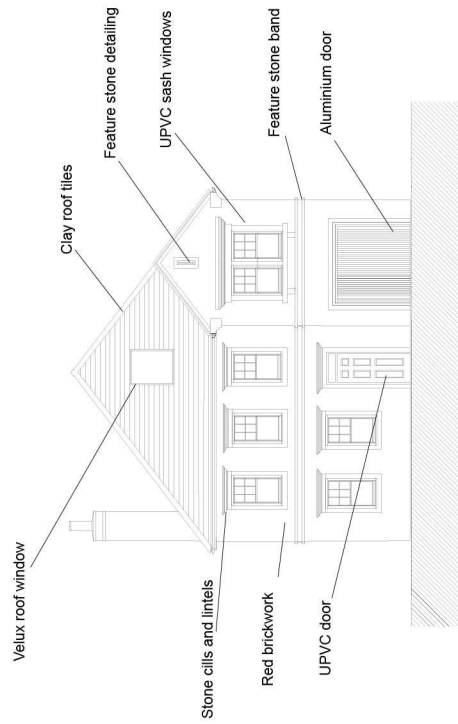 Velux roof window
Clay roof tiles
Feature stone detailing
UPVC sash windows
Stone cills and lintels
Red brickwork
Feature stone band
UPVC door
Aluminium door